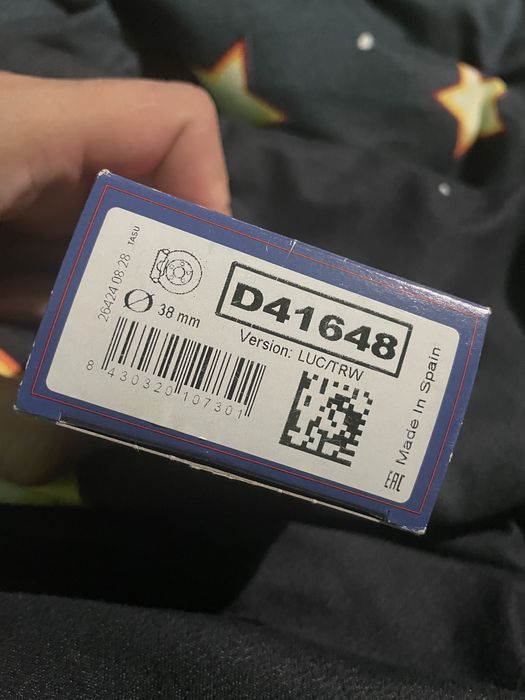 26424 08 28 TASU
Ø 38 mm
D41648
Version: LUC/TRW
8 430320 107301
EAC Made In Spain